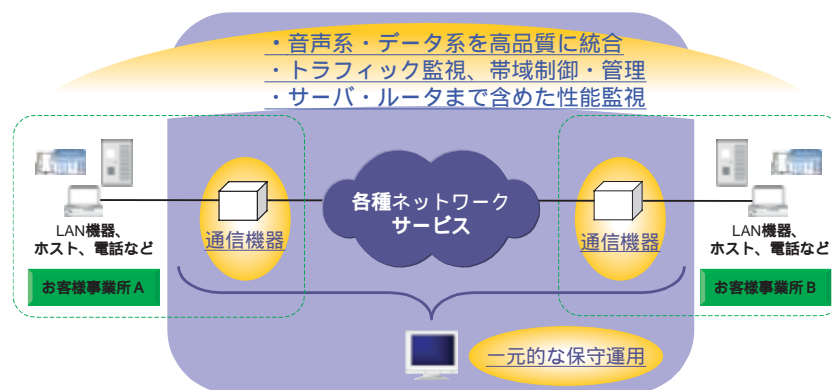 ・音声系・データ系を高品質に統合
・トラフィック監視、帯域制御・管理
・サーバ・ルータまで含めた性能監視
LAN機器、
ホスト、電話など
お客様事業所A
通信機器
各種ネットワーク
サービス
通信機器
LAN機器、
ホスト、電話など
お客様事業所B
一元的な保守運用